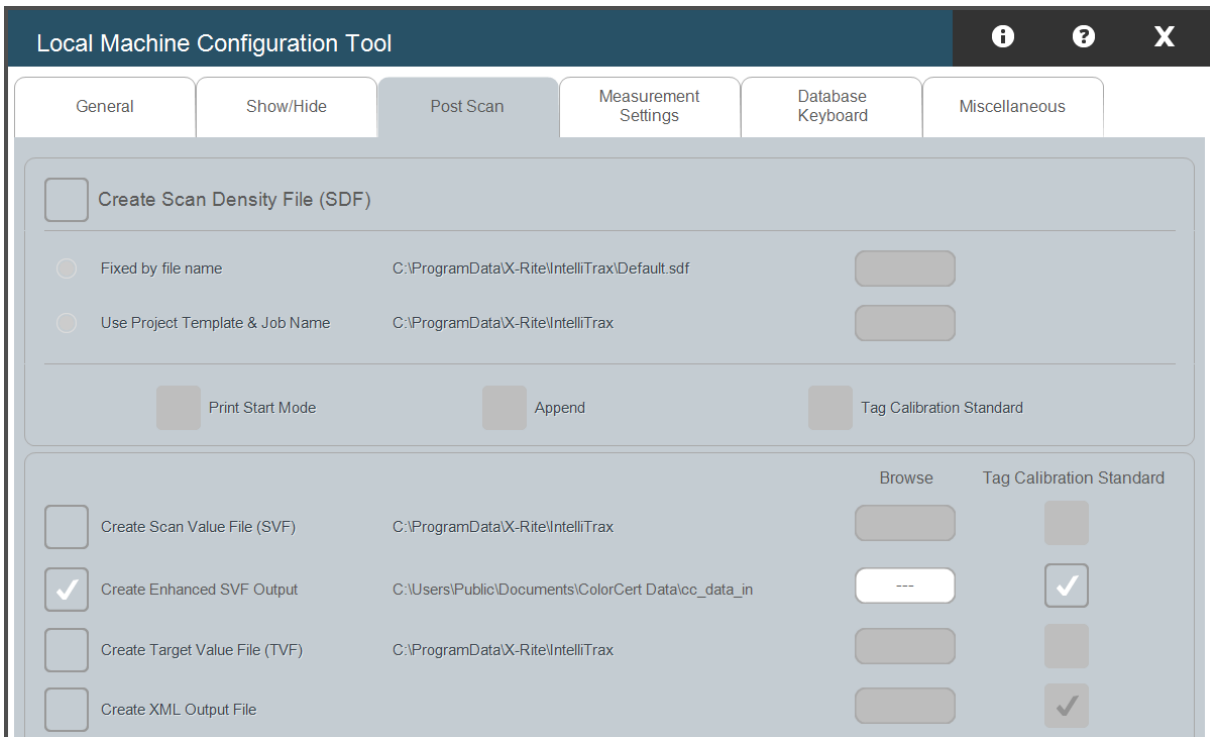 Local Machine Configuration Tool
General
Show/Hide
Post Scan
Measurement
Settings
Database
Keyboard
Miscellaneous
Create Scan Density File (SDF)
Fixed by file name C:\ProgramData\X-Rite\IntelliTrax\Default.sdf
Use Project Template & Job Name C:\ProgramData\X-Rite\IntelliTrax
Print Start Mode Append Tag Calibration Standard
Browse Tag Calibration Standard
Create Scan Value File (SVF) C:\ProgramData\X-Rite\IntelliTrax
Create Enhanced SVF Output C:\Users\Public\Documents\ColorCert Data\cc_data_in ---
Create Target Value File (TVF) C:\ProgramData\X-Rite\IntelliTrax
Create XML Output File